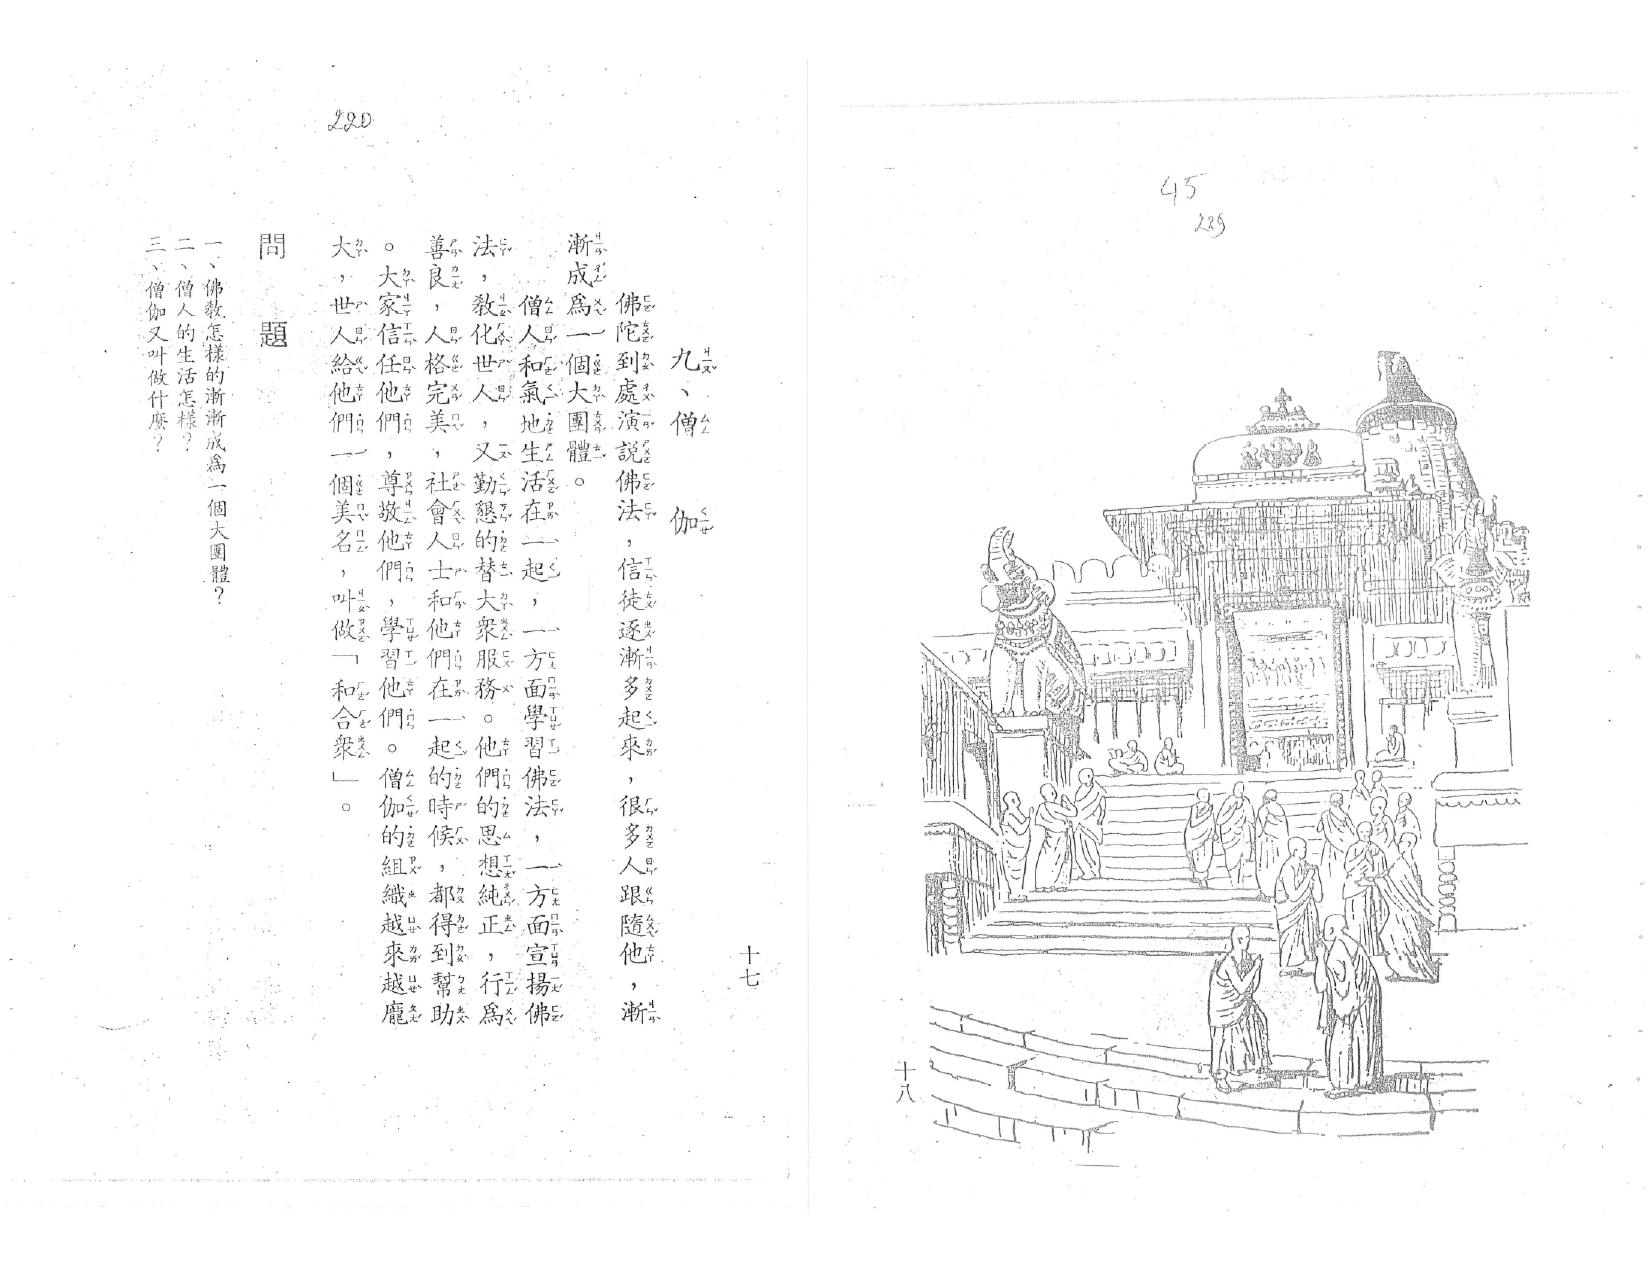 220
十七
九、僧伽
佛陀到處演説佛法，信徒逐漸多起來，很多人跟隨他，漸
漸成爲一個大團體。
僧人和氣地生活在一起，一方面學習佛法，一方面宣揚佛
法，教化世人，又勤懇的替大衆服務。他們的思想純正，行爲
善良，人格完美，社會人士和他們在一起的時候，都得到幫助
。大家信任他們，尊敬他們，學習他們。僧伽的組織越來越龐
大，世人給他們一個美名，叫做「和合衆」。
問題
一、佛教怎樣的漸漸成爲一個大團體？
二、僧人的生活怎樣？
三、僧伽又叫做什麼？
45
229
十八